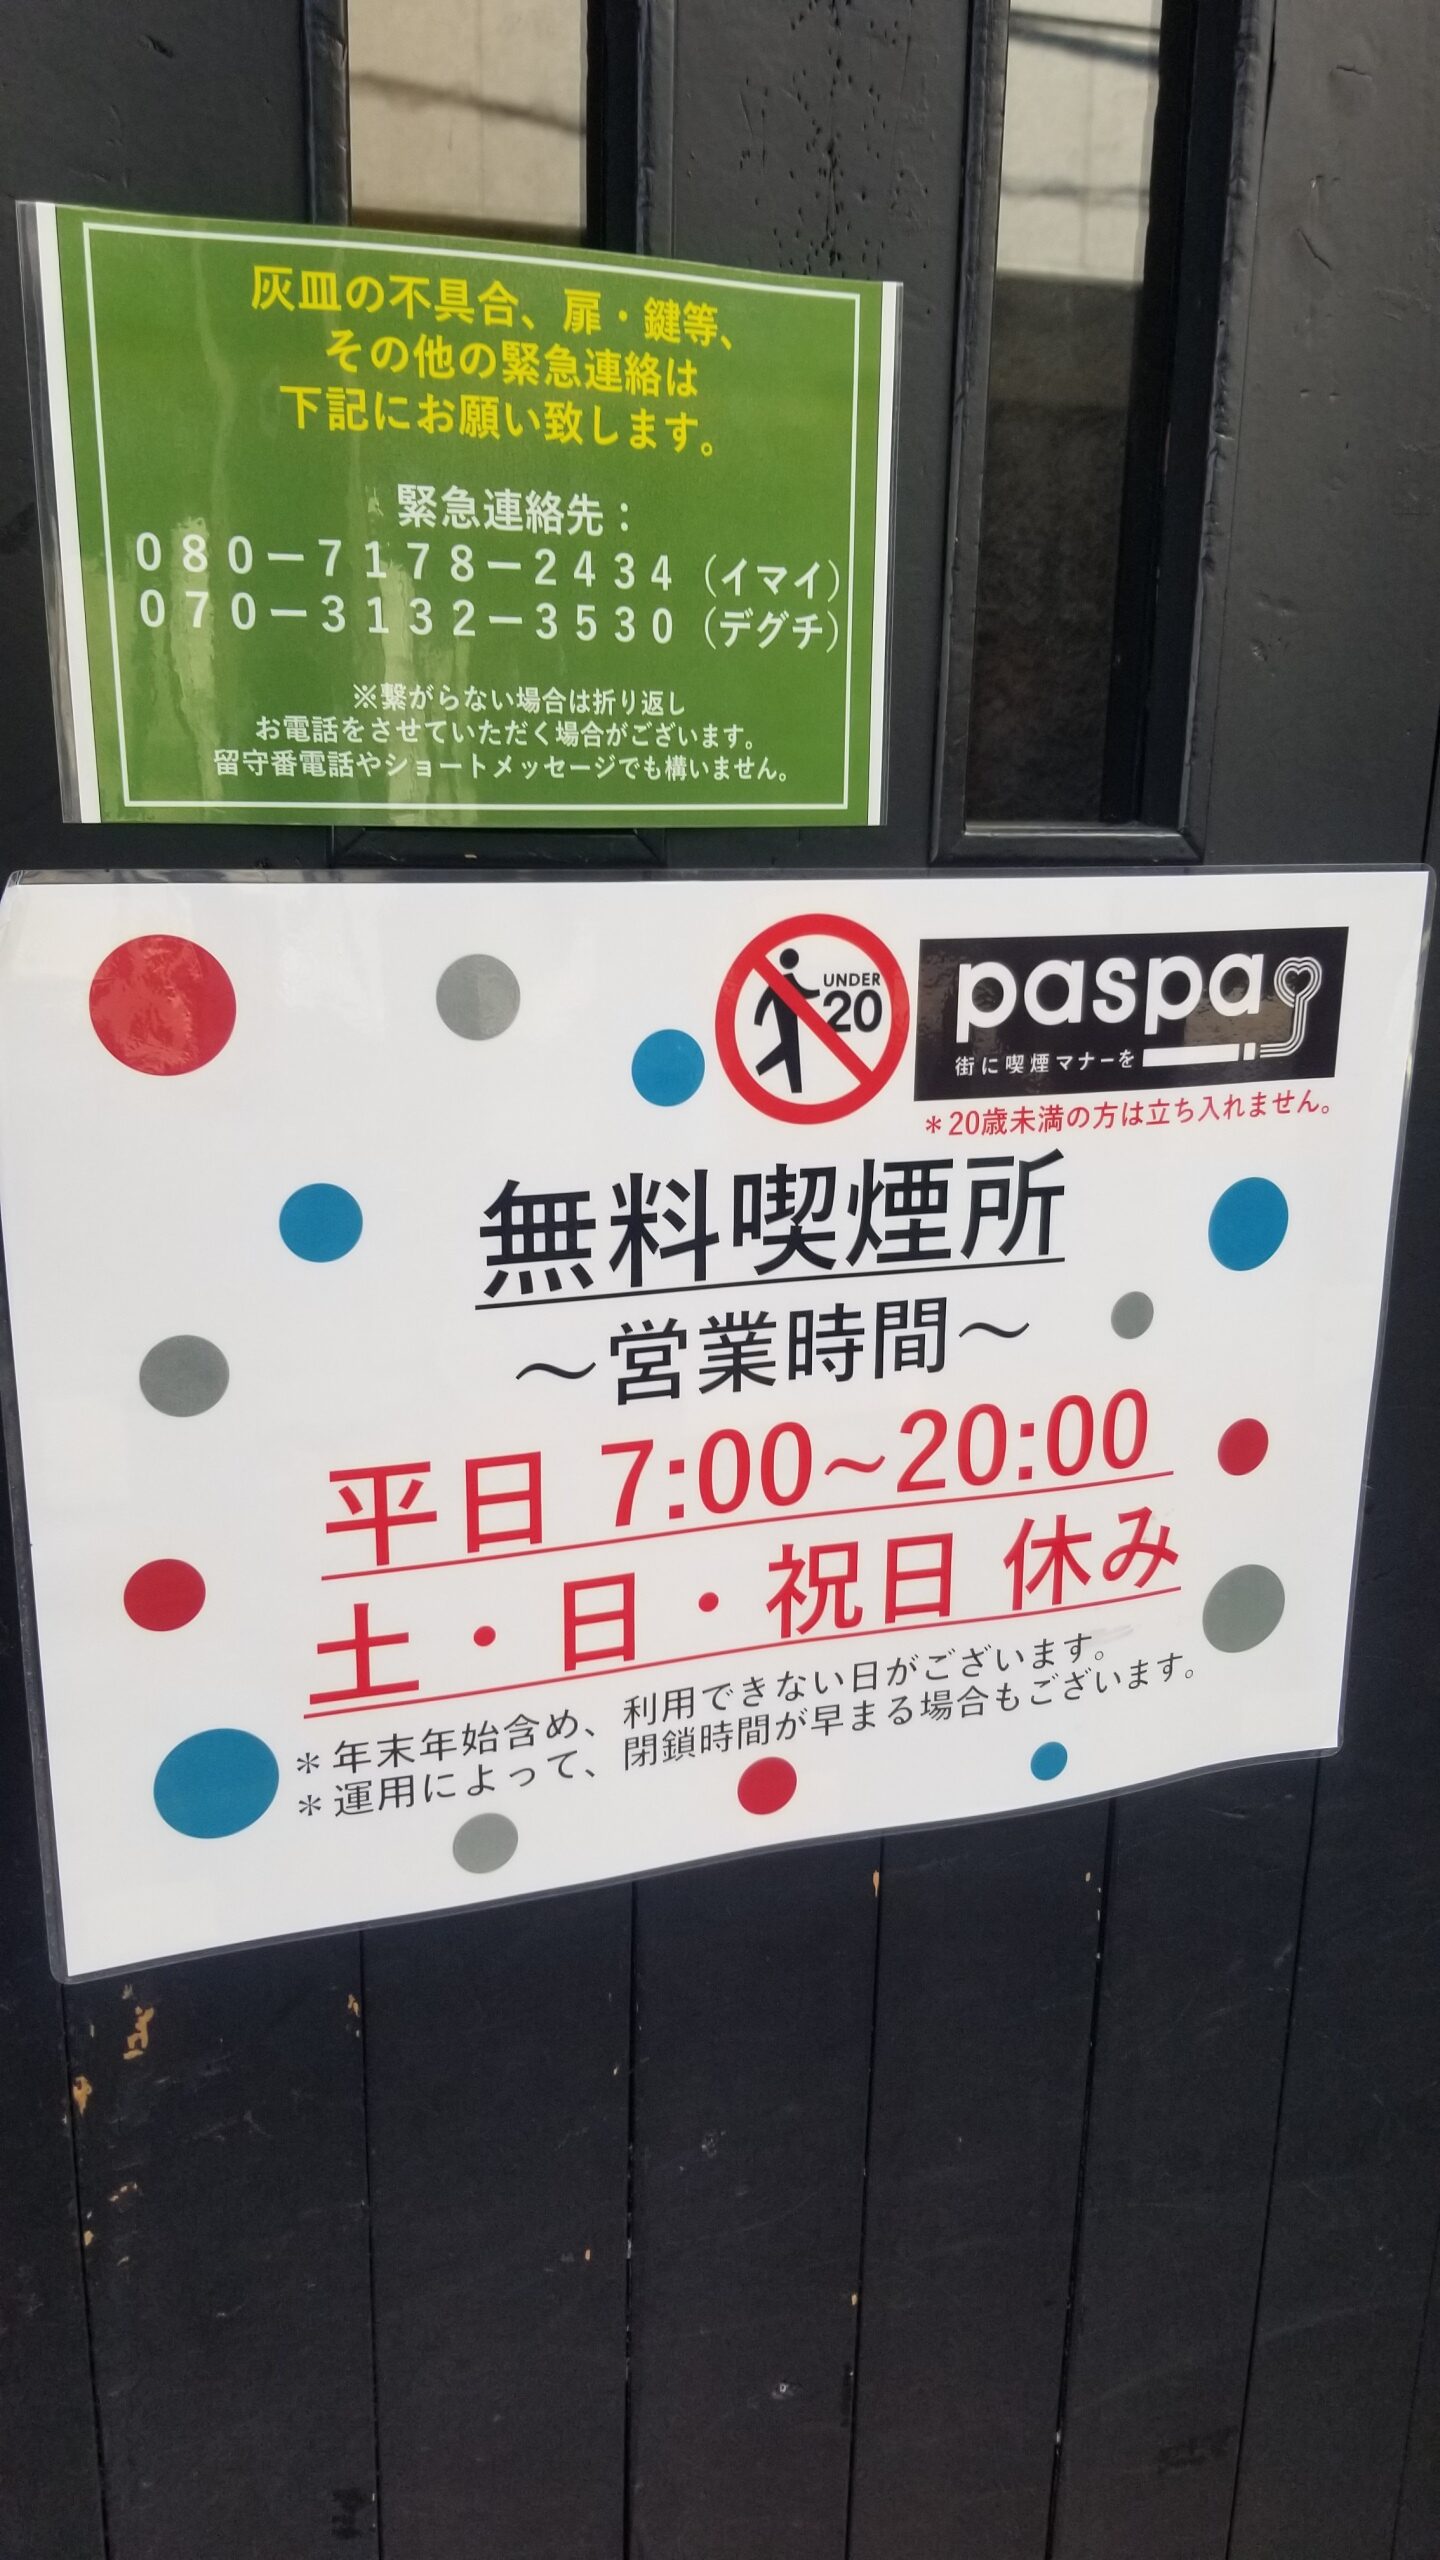 灰皿の不具合、扉・鍵等、
その他の緊急連絡は
下記にお願い致します。
緊急連絡先：
０８０－７１７８－２４３４（イマイ）
０７０－３１３２－３５３０（デグチ）
※繋がらない場合は折り返し
お電話をさせていただく場合がございます。
留守番電話やショートメッセージでも構いません。
UNDER
20
paspa
街に喫煙マナーを
＊20歳未満の方は立ち入れません。
無料喫煙所
～営業時間～
平日 7:00~20:00
土・日・祝日 休み
＊年末年始含め、利用できない日がございます。
＊運用によって、閉鎖時間が早まる場合もございます。